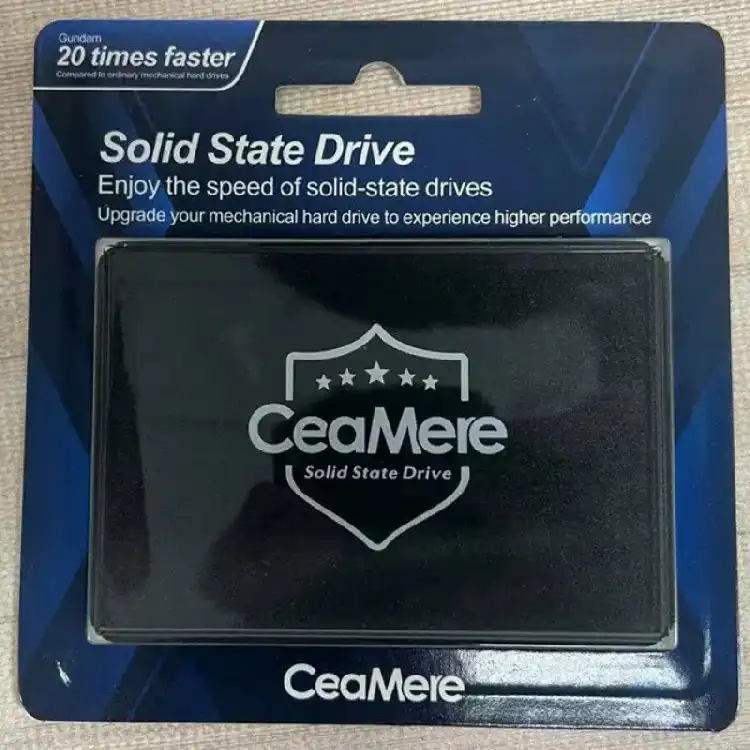 Gundam
20 times faster
Compared to ordinary mechanical hard drives
Solid State Drive
Enjoy the speed of solid-state drives
Upgrade your mechanical hard drive to experience higher performance
CeaMere
Solid State Drive
CeaMere